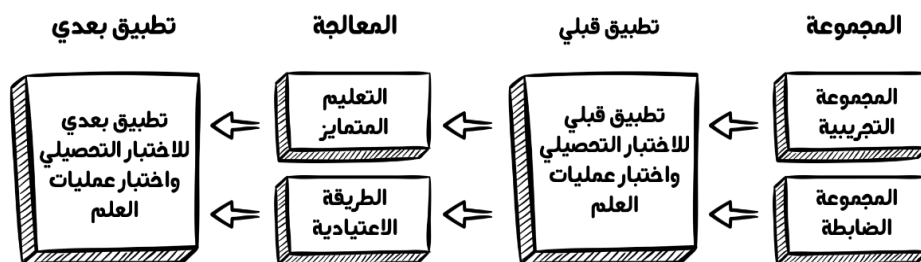 المجموعة
تطبيق قبلي
المعالجة
تطبيق بعدي
المجموعة
التجريبية
المجموعة
الضابطة
تطبيق قبلي
للاختبار التحصيلي
واختبار عمليات
العلم
التعليم
المتمايز
الطريقة
الاعتيادية
تطبيق بعدي
للاختبار التحصيلي
واختبار عمليات
العلم